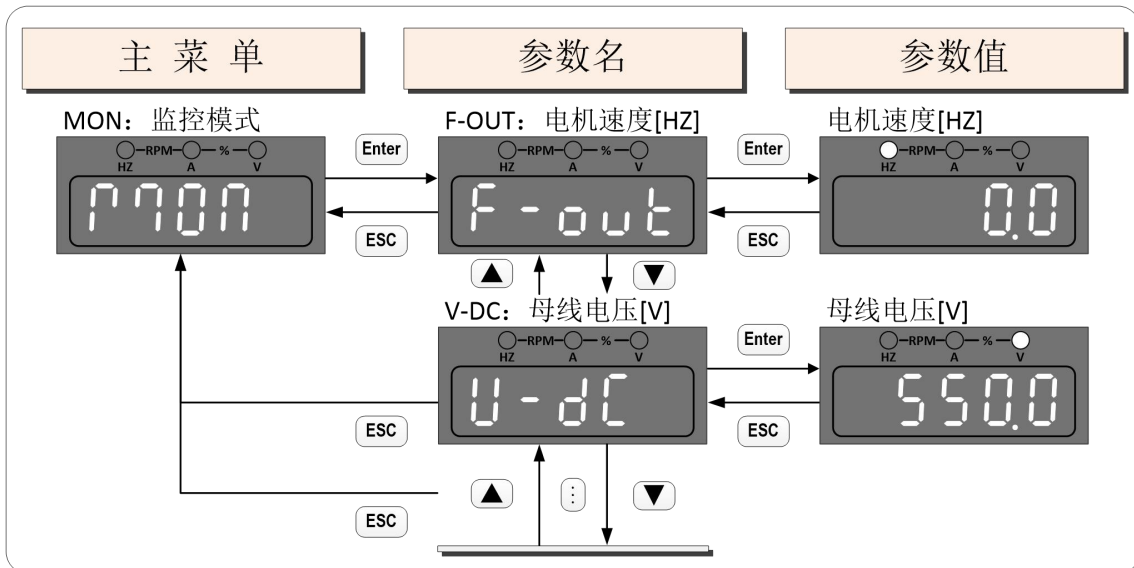 主 菜 单
参数名
参数值
MON：监控模式
F-OUT：电机速度[HZ]
电机速度[HZ]
RPM %
HZ A V
RPM %
HZ A V
RPM %
HZ A V
Enter
Enter
MON
F-out
0.0
ESC
ESC
▲ ▼
V-DC：母线电压[V]
母线电压[V]
RPM %
HZ A V
RPM %
HZ A V
Enter
U-dC
550.0
ESC
ESC
▲ ⋮ ▼
ESC